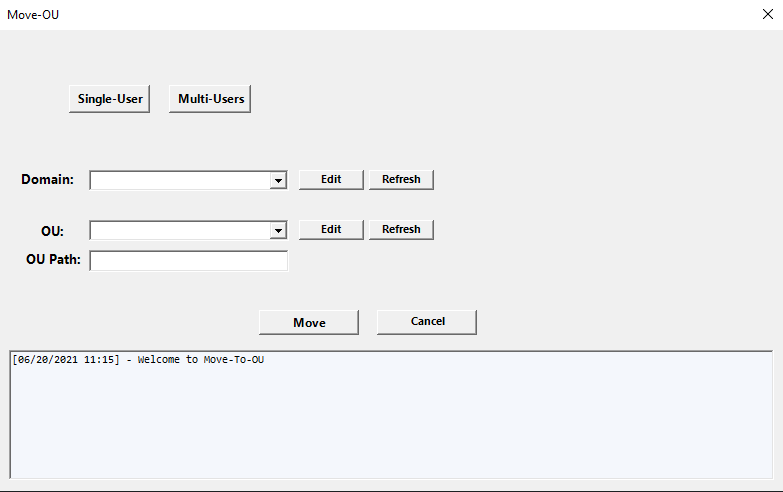 Move-OU
Single-User Multi-Users
Domain: Edit Refresh
OU: Edit Refresh
OU Path:
Move Cancel
[06/20/2021 11:15] - Welcome to Move-To-OU